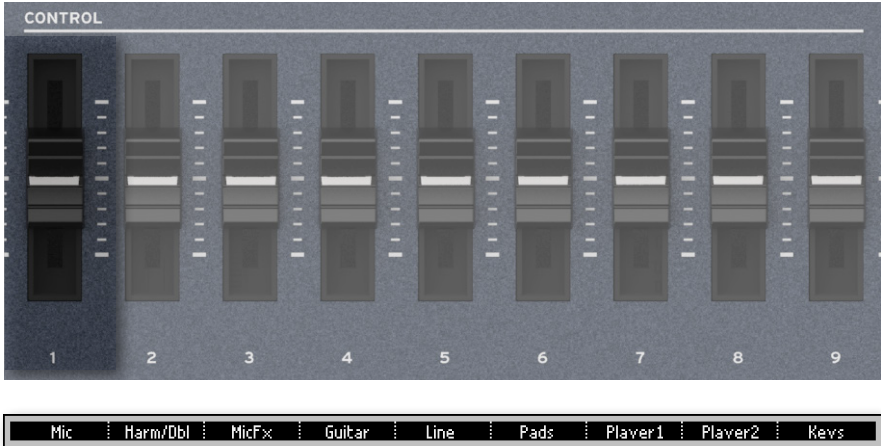 CONTROL
1 2 3 4 5 6 7 8 9
Mic Harm/Dbl MicFx Guitar Line Pads Player1 Player2 Keys